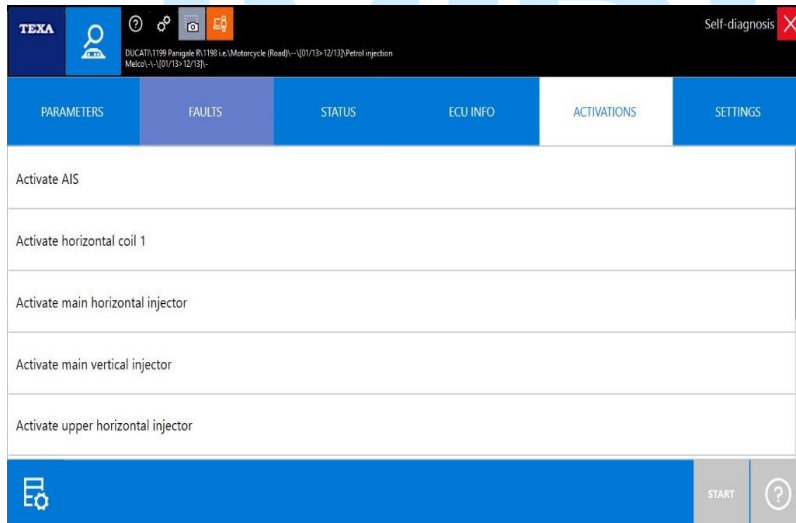 TEXA
Self-diagnosis
DUCATI\1199 Panigale R\1198 i.e.\Motorcycle (Road)\--\[01/13> 12/13]\Petrol injection
Melco\-\-\[01/13> 12/13]\-
PARAMETERS
FAULTS
STATUS
ECU INFO
ACTIVATIONS
SETTINGS
Activate AIS
Activate horizontal coil 1
Activate main horizontal injector
Activate main vertical injector
Activate upper horizontal injector
START